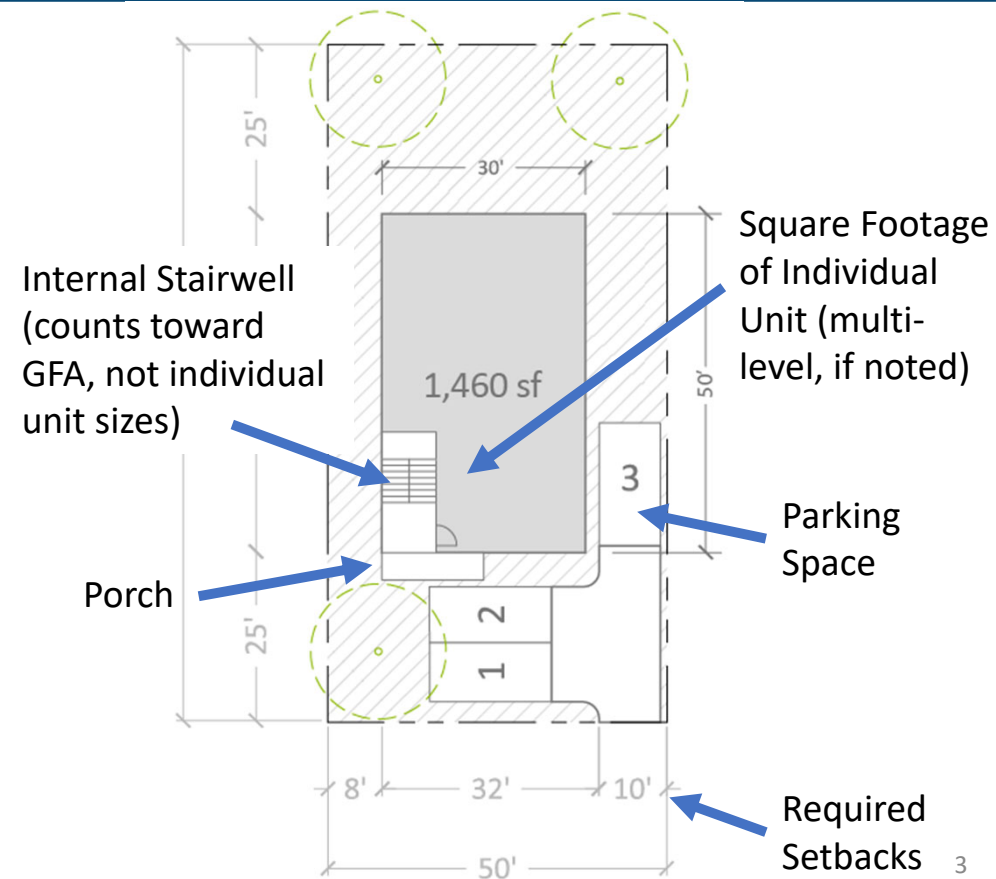 25'
30'
Internal Stairwell
(counts toward
GFA, not individual
unit sizes)
Square Footage
of Individual
Unit (multi-
level, if noted)
1,460 sf
50'
3
Parking
Space
Porch
2
1
25'
8'
32'
10'
Required
Setbacks
50'
3